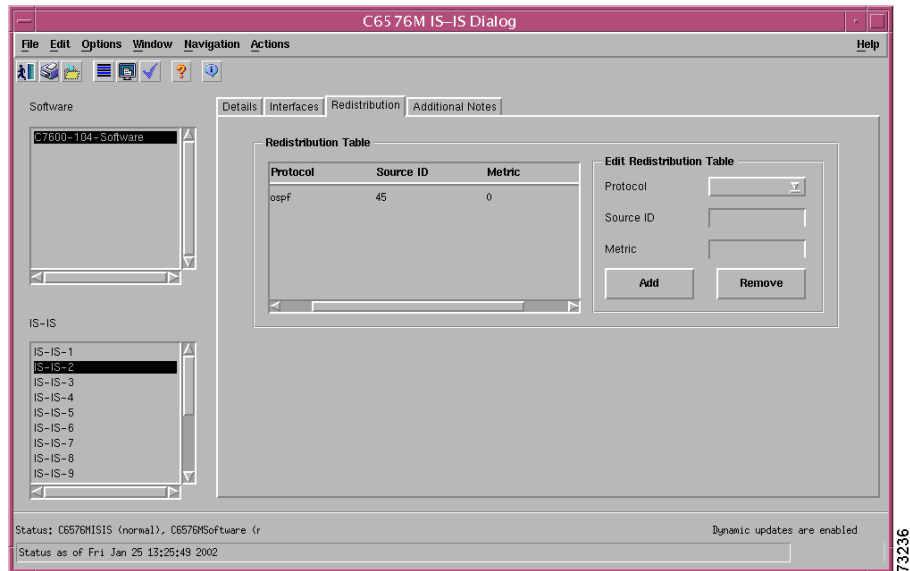 C6576M IS-IS Dialog
File Edit Options Window Navigation Actions Help
Software
C7600-104-Software
Details Interfaces Redistribution Additional Notes
Redistribution Table
Protocol Source ID Metric
ospf 45 0
Edit Redistribution Table
Protocol
Source ID
Metric
Add Remove
IS-IS
IS-IS-1
IS-IS-2
IS-IS-3
IS-IS-4
IS-IS-5
IS-IS-6
IS-IS-7
IS-IS-8
IS-IS-9
Status: C6576MISIS (normal), C6576MSoftware (r
Dynamic updates are enabled
Status as of Fri Jan 25 13:25:49 2002
73236